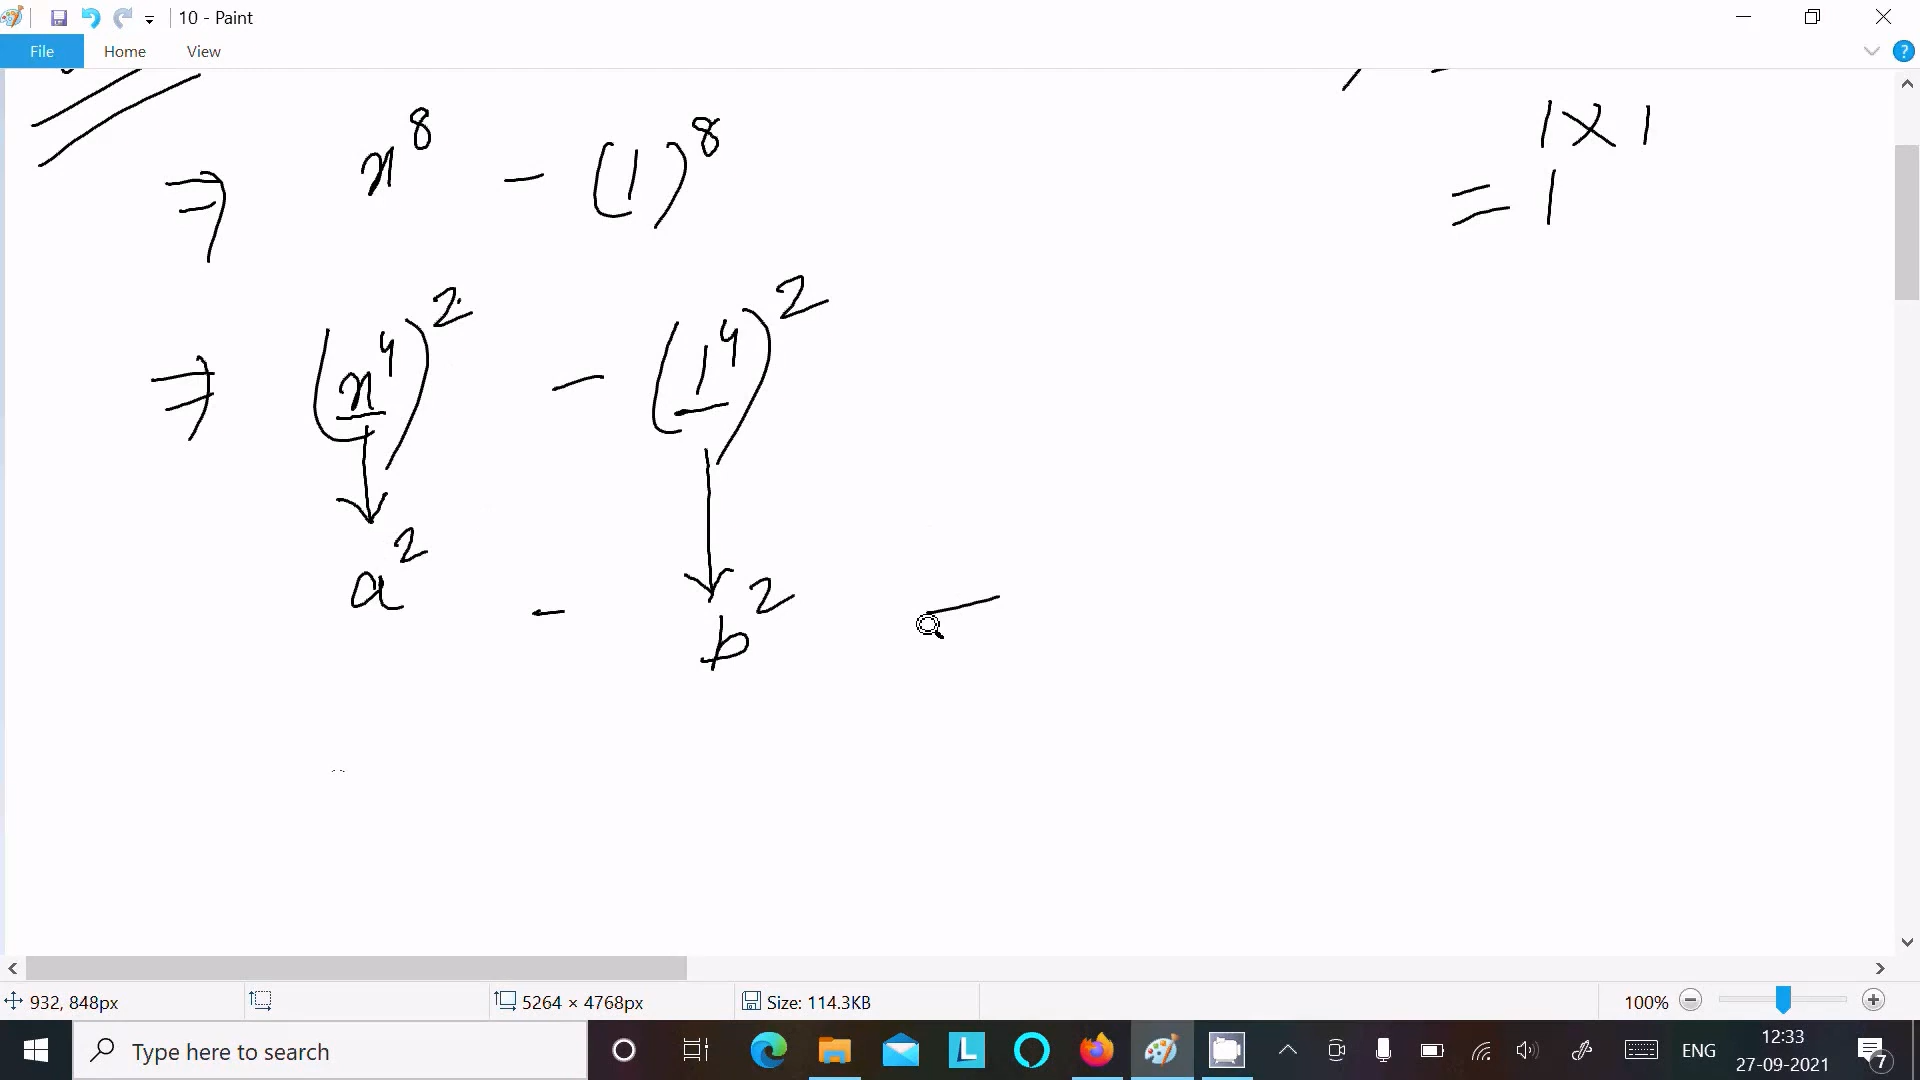 10 - Paint
File Home View
x⁸ - (1)⁸
1 × 1
= 1
⇒
⇒ (x⁴)² - (1⁴)²
a² - b²
932, 848px
5264 × 4768px
Size: 114.3KB
100%
Type here to search
L
ENG
12:33
27-09-2021
7